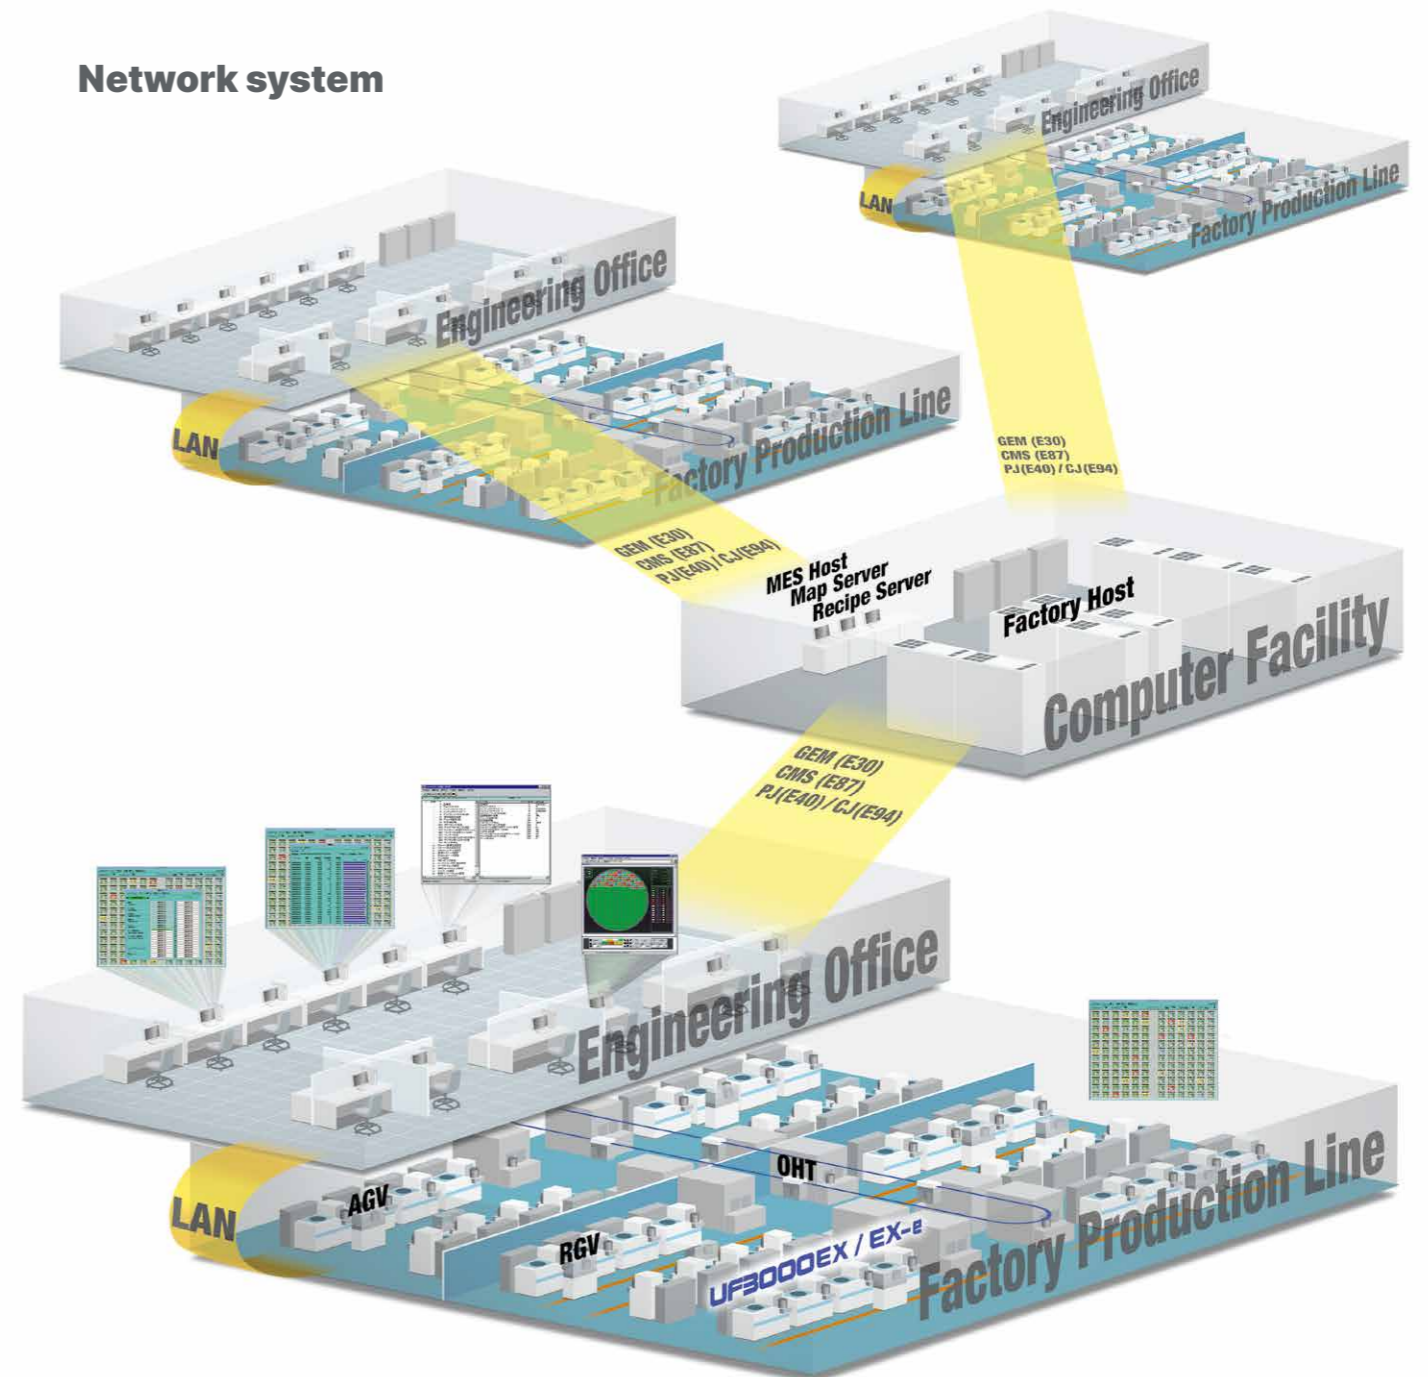 Network system
Engineering Office
LAN
Factory Production Line
Engineering Office
LAN
Factory Production Line
GEM (E30)
CMS (E87)
PJ(E40) / CJ(E94)
GEM (E30)
CMS (E87)
PJ(E40) / CJ(E94)
MES Host
Map Server
Recipe Server
Factory Host
Computer Facility
GEM (E30)
CMS (E87)
PJ(E40) / CJ(E94)
Engineering Office
LAN
AGV
OHT
RGV
UF3000EX / EX-e
Factory Production Line